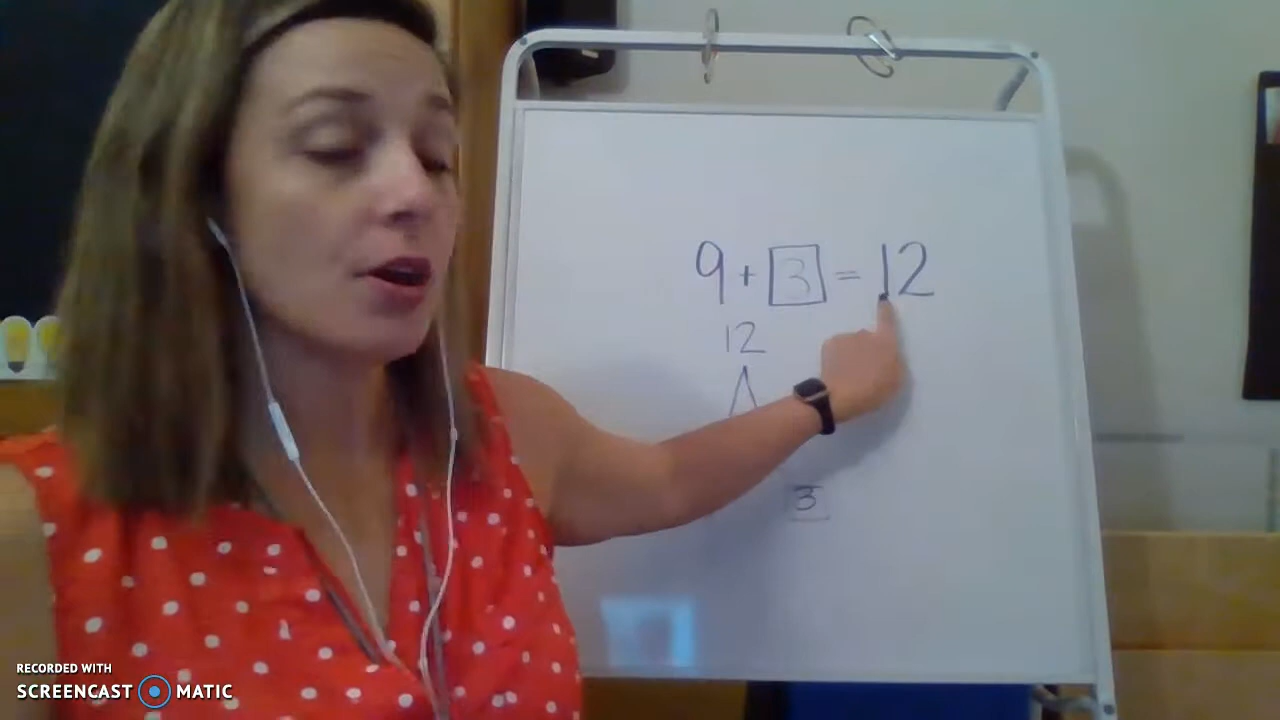 9 + 3 = 12
12
3
RECORDED WITH
SCREENCAST MATIC